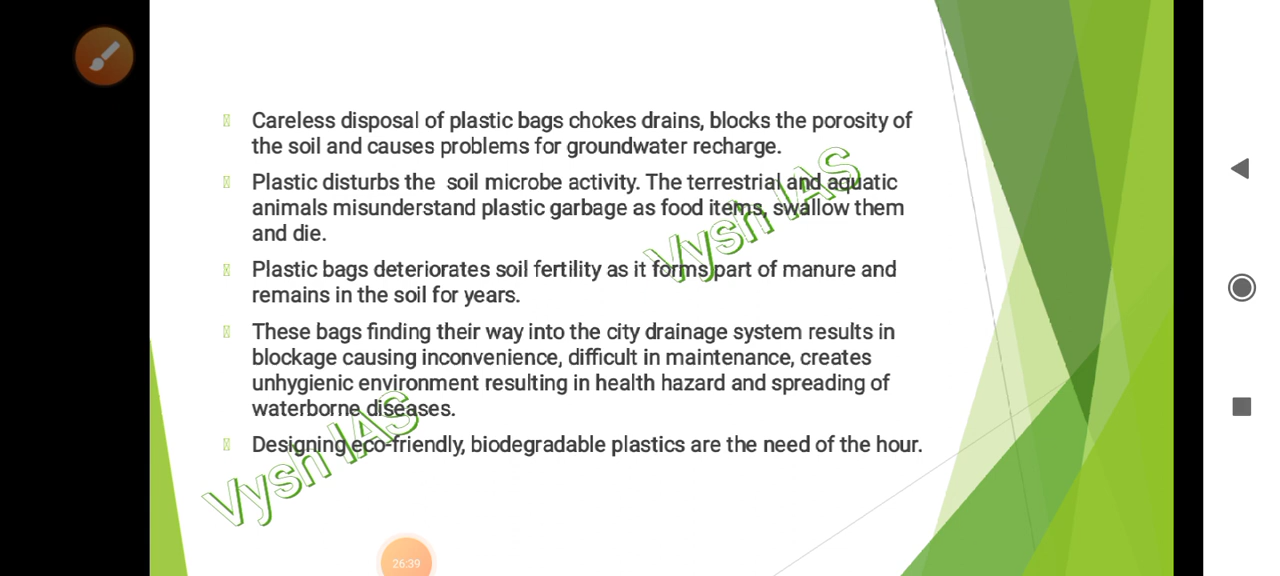 Careless disposal of plastic bags chokes drains, blocks the porosity of
the soil and causes problems for groundwater recharge.
Plastic disturbs the  soil microbe activity. The terrestrial and aquatic
animals misunderstand plastic garbage as food items, swallow them
and die.
Plastic bags deteriorates soil fertility as it forms part of manure and
remains in the soil for years.
These bags finding their way into the city drainage system results in
blockage causing inconvenience, difficult in maintenance, creates
unhygienic environment resulting in health hazard and spreading of
waterborne diseases.
Designing eco-friendly, biodegradable plastics are the need of the hour.
Vysh IAS
Vysh IAS
26:39